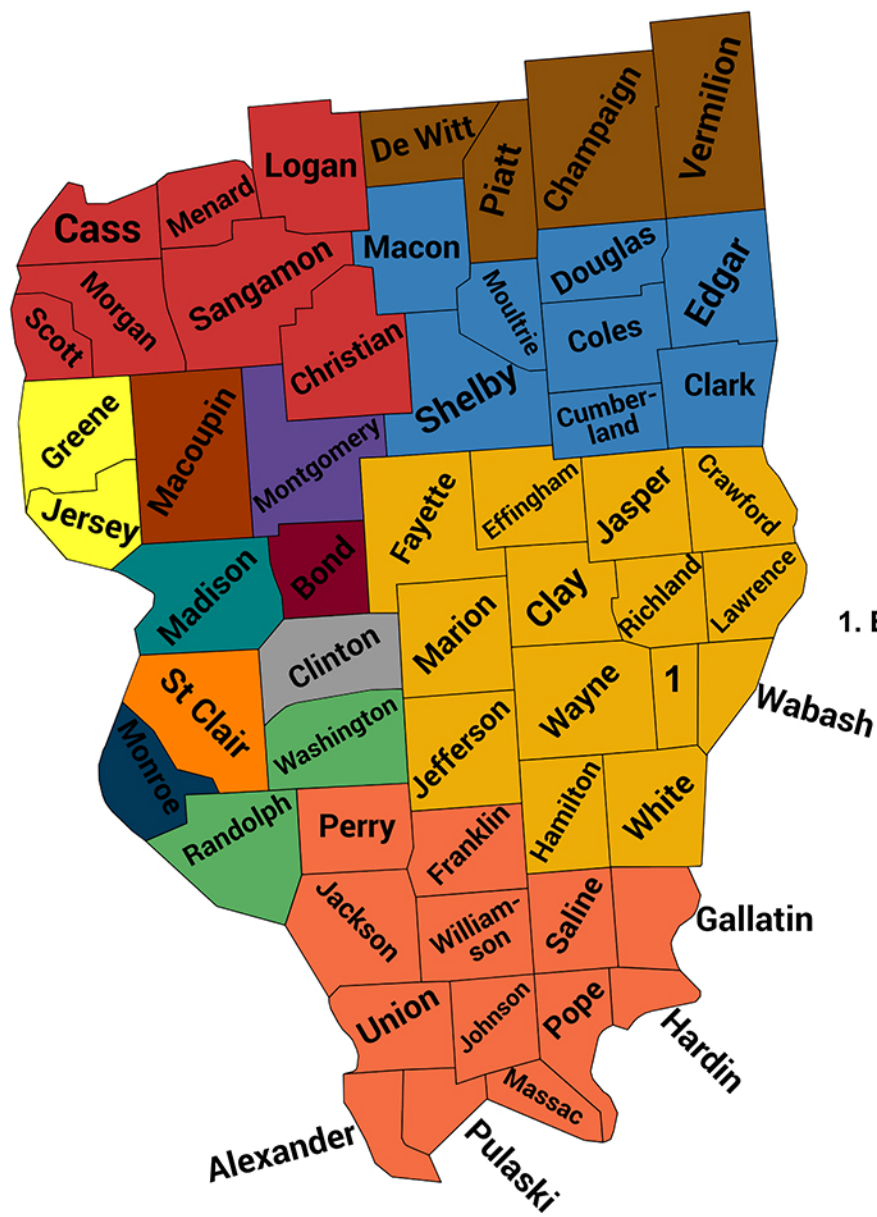 Vermilion
Champaign
De Witt
Piatt
Logan
Menard
Cass
Macon
Sangamon
Douglas
Edgar
Morgan
Moultrie
Scott
Coles
Christian
Clark
Shelby
Cumber-
land
Greene
Macoupin
Montgomery
Crawford
Effingham
Jasper
Fayette
Jersey
Bond
Madison
Clay
Richland
Lawrence
Marion
1. E
Clinton
St Clair
1
Wayne
Wabash
Washington
Jefferson
Monroe
Randolph
Perry
Franklin
Hamilton
White
Jackson
William-
son
Saline
Gallatin
Union
Johnson
Pope
Hardin
Massac
Alexander
Pulaski